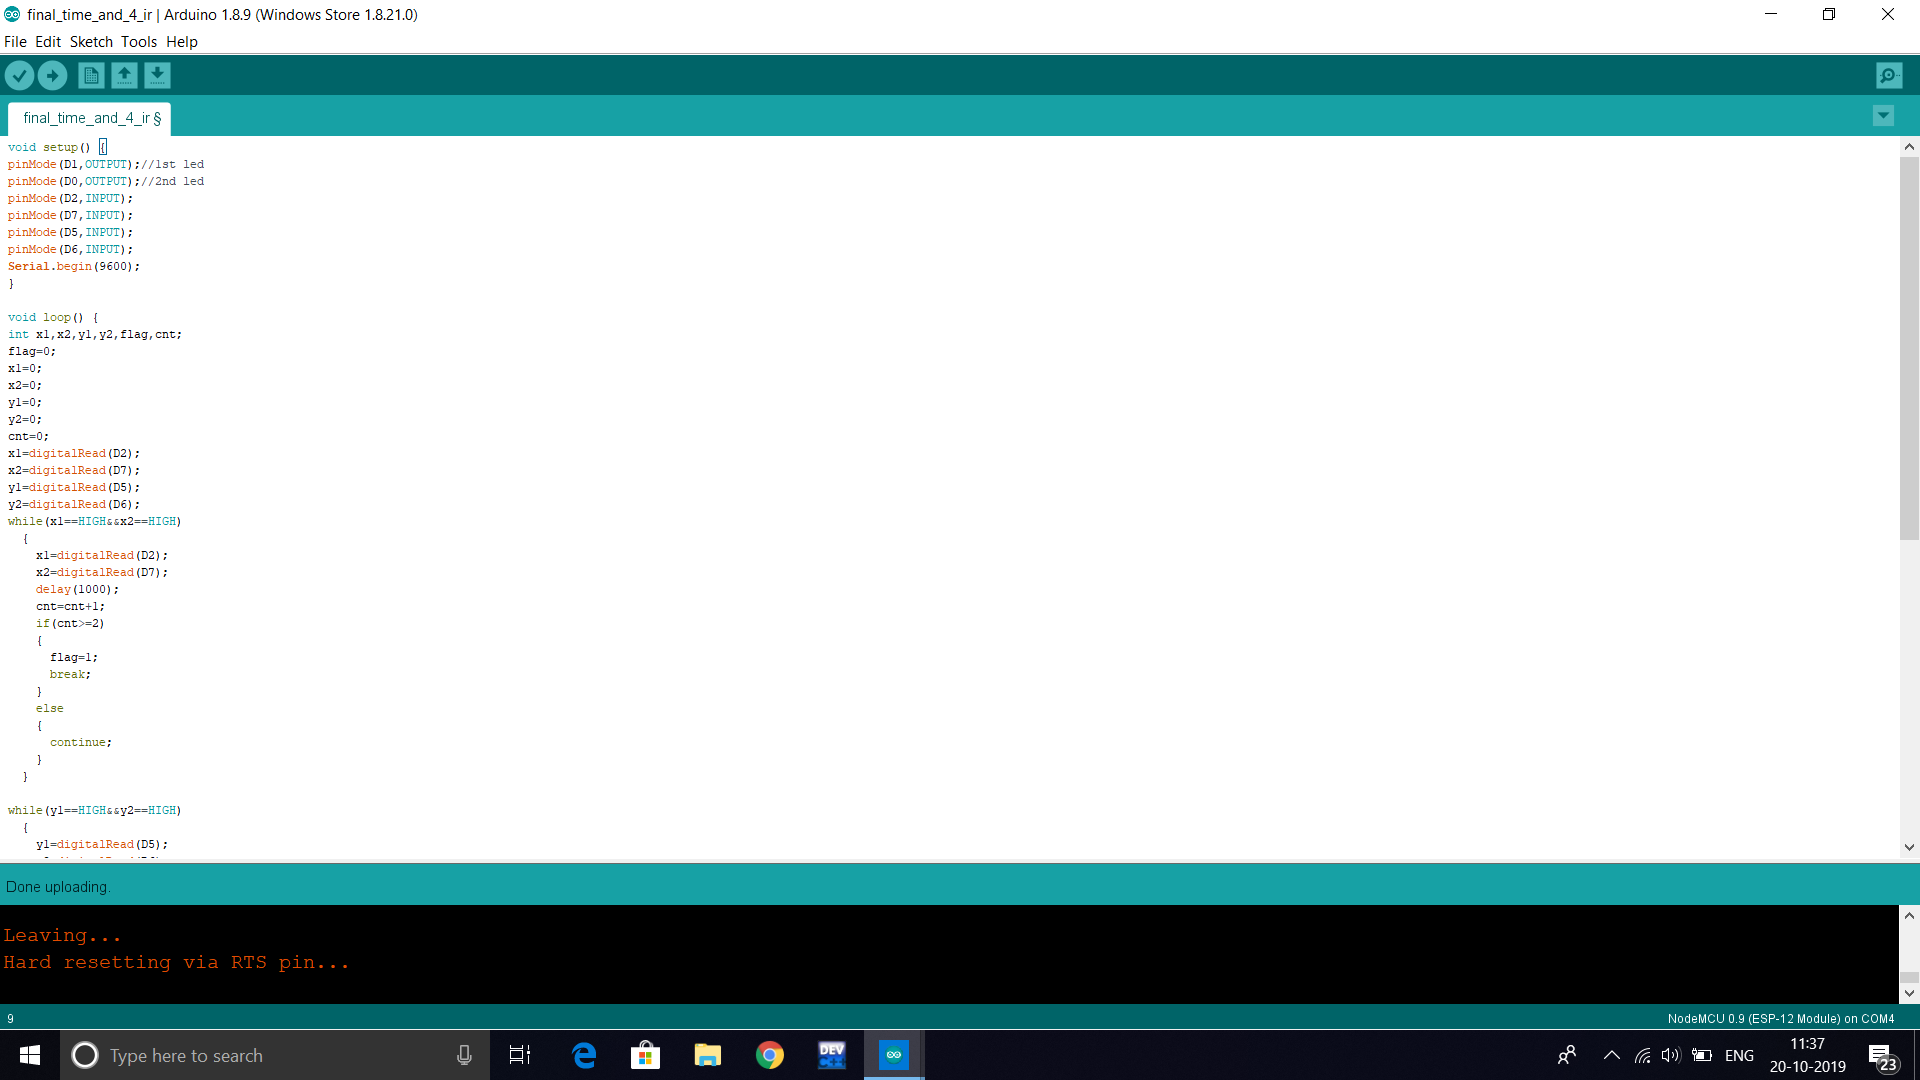 final_time_and_4_ir | Arduino 1.8.9 (Windows Store 1.8.21.0)
File Edit Sketch Tools Help
final_time_and_4_ir §
void setup() {
pinMode(D1,OUTPUT);//1st led
pinMode(D0,OUTPUT);//2nd led
pinMode(D2,INPUT);
pinMode(D7,INPUT);
pinMode(D5,INPUT);
pinMode(D6,INPUT);
Serial.begin(9600);
}
void loop() {
int x1,x2,y1,y2,flag,cnt;
flag=0;
x1=0;
x2=0;
y1=0;
y2=0;
cnt=0;
x1=digitalRead(D2);
x2=digitalRead(D7);
y1=digitalRead(D5);
y2=digitalRead(D6);
while(x1==HIGH&&x2==HIGH)
{
x1=digitalRead(D2);
x2=digitalRead(D7);
delay(1000);
cnt=cnt+1;
if(cnt>=2)
{
flag=1;
break;
}
else
{
continue;
}
}
while(y1==HIGH&&y2==HIGH)
{
y1=digitalRead(D5);
Done uploading.
Leaving...
Hard resetting via RTS pin...
9
NodeMCU 0.9 (ESP-12 Module) on COM4
Type here to search
DEV
C++
ENG
11:37
20-10-2019
23